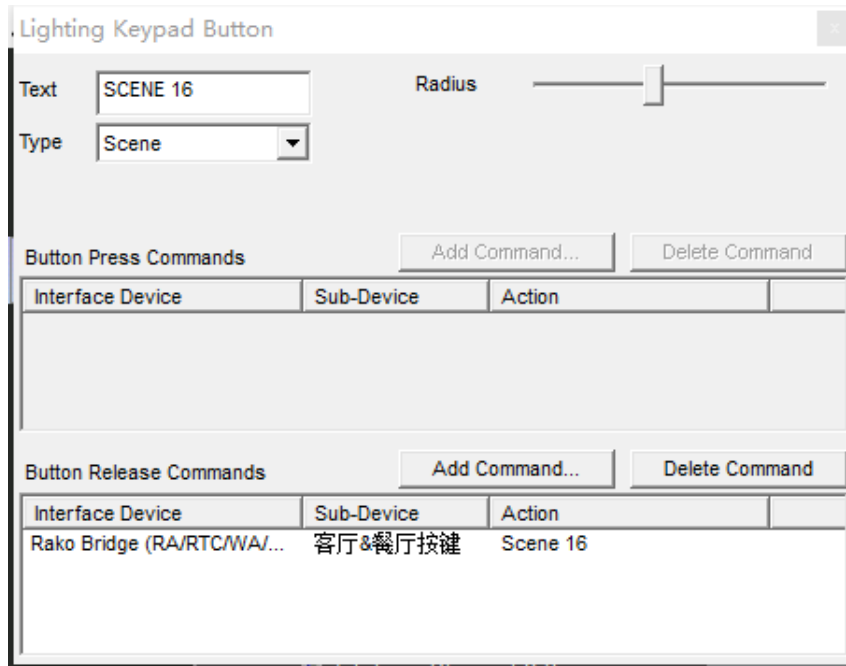 Lighting Keypad Button
Text SCENE 16 Radius
Type Scene
Button Press Commands Add Command... Delete Command
Interface Device Sub-Device Action
Button Release Commands Add Command... Delete Command
Interface Device Sub-Device Action
Rako Bridge (RA/RTC/WA/... 客厅&餐厅按键 Scene 16